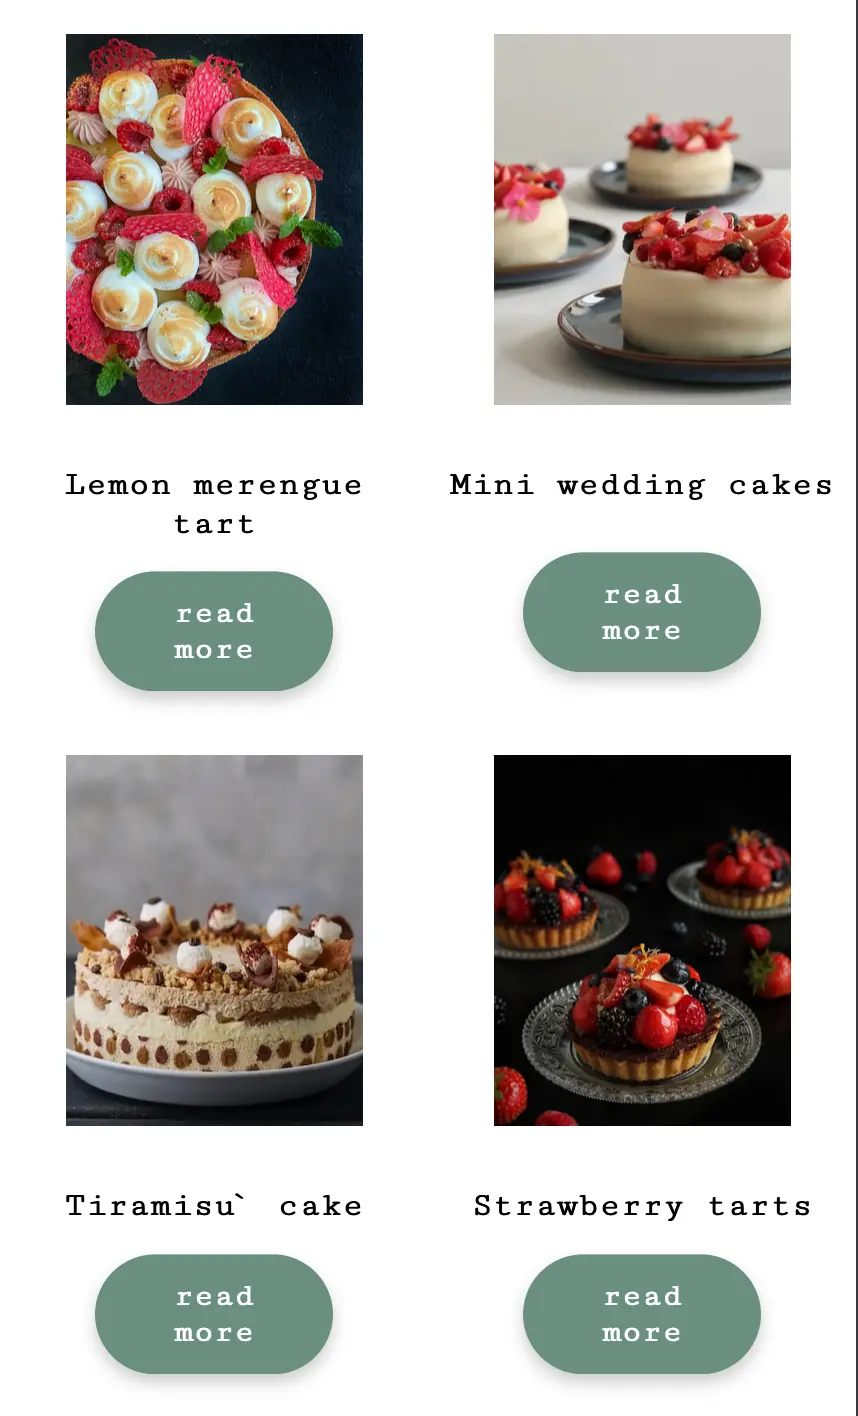 Lemon merengue
tart
read
more
Mini wedding cakes
read
more
Tiramisu` cake
read
more
Strawberry tarts
read
more